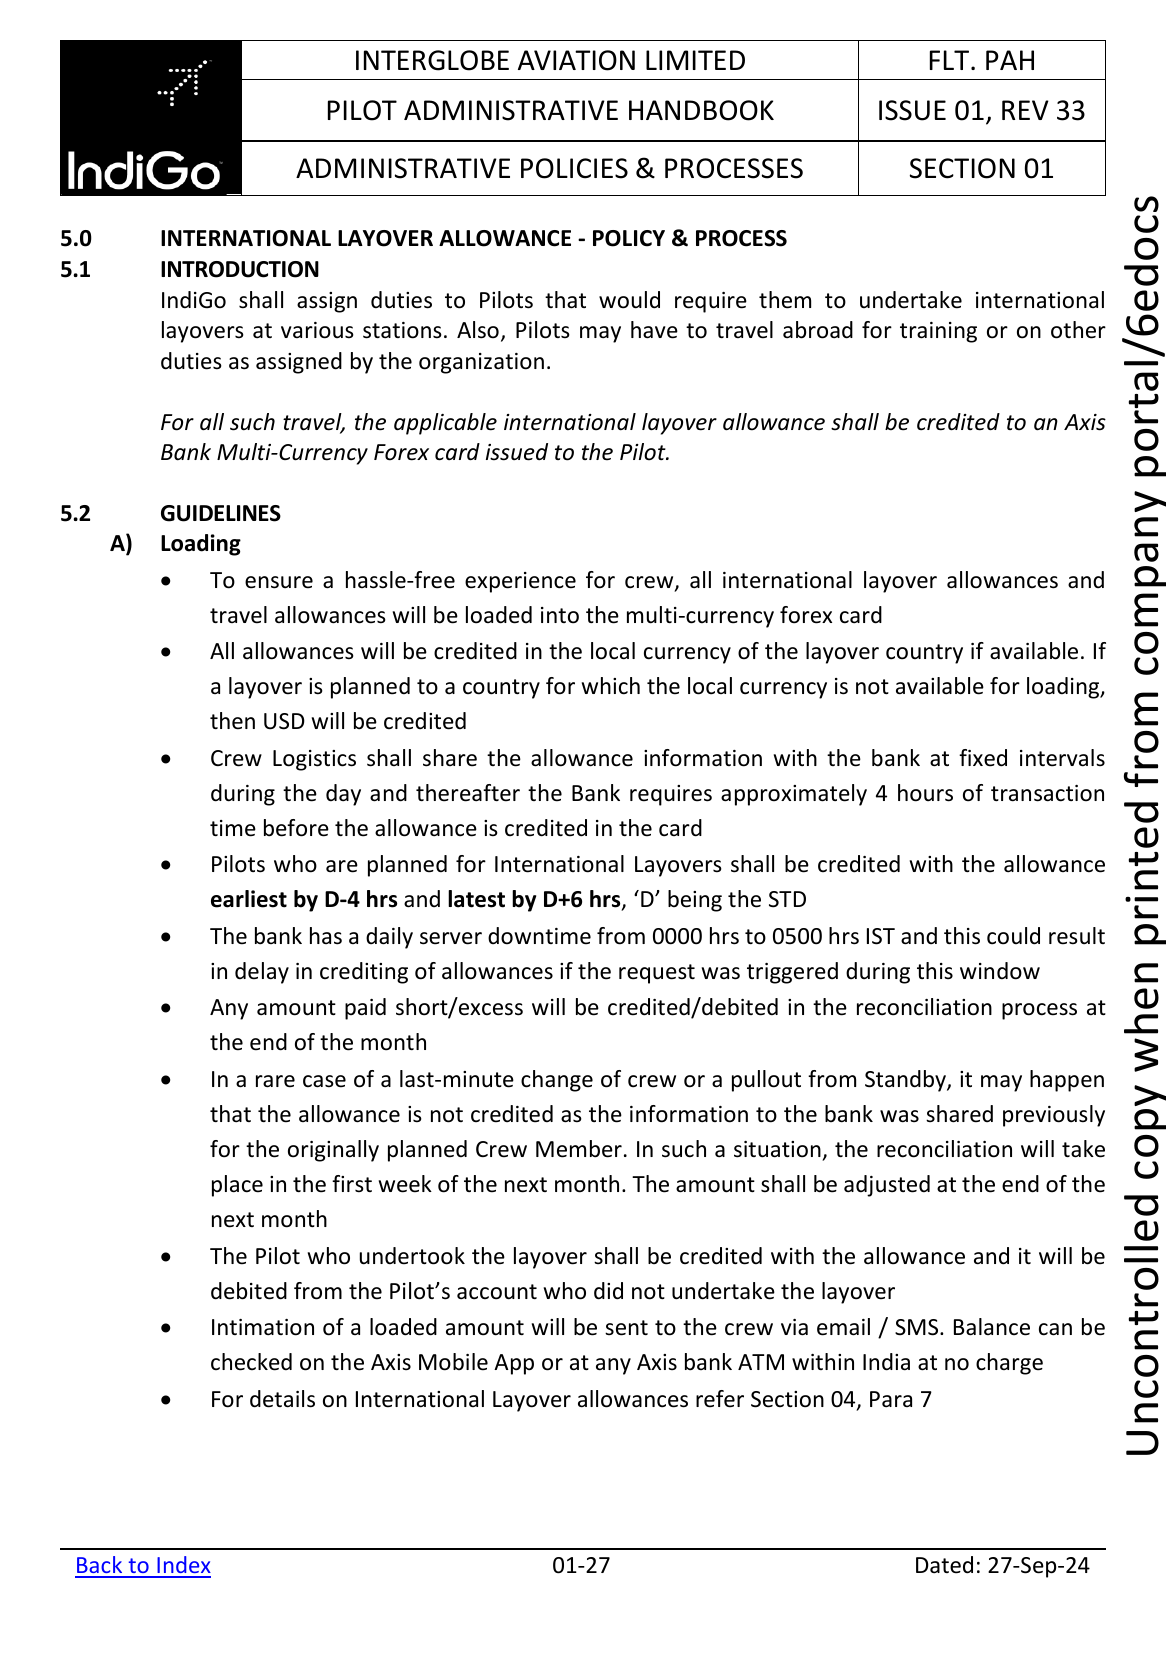 INTERGLOBE AVIATION LIMITED
FLT. PAH
PILOT ADMINISTRATIVE HANDBOOK
ISSUE 01, REV 33
IndiGo
ADMINISTRATIVE POLICIES & PROCESSES
SECTION 01
5.0 INTERNATIONAL LAYOVER ALLOWANCE - POLICY & PROCESS
5.1 INTRODUCTION
IndiGo shall assign duties to Pilots that would require them to undertake international
layovers at various stations. Also, Pilots may have to travel abroad for training or on other
duties as assigned by the organization.
For all such travel, the applicable international layover allowance shall be credited to an Axis
Bank Multi-Currency Forex card issued to the Pilot.
5.2 GUIDELINES
A) Loading
• To ensure a hassle-free experience for crew, all international layover allowances and
travel allowances will be loaded into the multi-currency forex card
• All allowances will be credited in the local currency of the layover country if available. If
a layover is planned to a country for which the local currency is not available for loading,
then USD will be credited
• Crew Logistics shall share the allowance information with the bank at fixed intervals
during the day and thereafter the Bank requires approximately 4 hours of transaction
time before the allowance is credited in the card
• Pilots who are planned for International Layovers shall be credited with the allowance
earliest by D-4 hrs and latest by D+6 hrs, ‘D’ being the STD
• The bank has a daily server downtime from 0000 hrs to 0500 hrs IST and this could result
in delay in crediting of allowances if the request was triggered during this window
• Any amount paid short/excess will be credited/debited in the reconciliation process at
the end of the month
• In a rare case of a last-minute change of crew or a pullout from Standby, it may happen
that the allowance is not credited as the information to the bank was shared previously
for the originally planned Crew Member. In such a situation, the reconciliation will take
place in the first week of the next month. The amount shall be adjusted at the end of the
next month
• The Pilot who undertook the layover shall be credited with the allowance and it will be
debited from the Pilot’s account who did not undertake the layover
• Intimation of a loaded amount will be sent to the crew via email / SMS. Balance can be
checked on the Axis Mobile App or at any Axis bank ATM within India at no charge
• For details on International Layover allowances refer Section 04, Para 7
Back to Index
01-27
Dated: 27-Sep-24
Uncontrolled copy when printed from company portal/6edocs